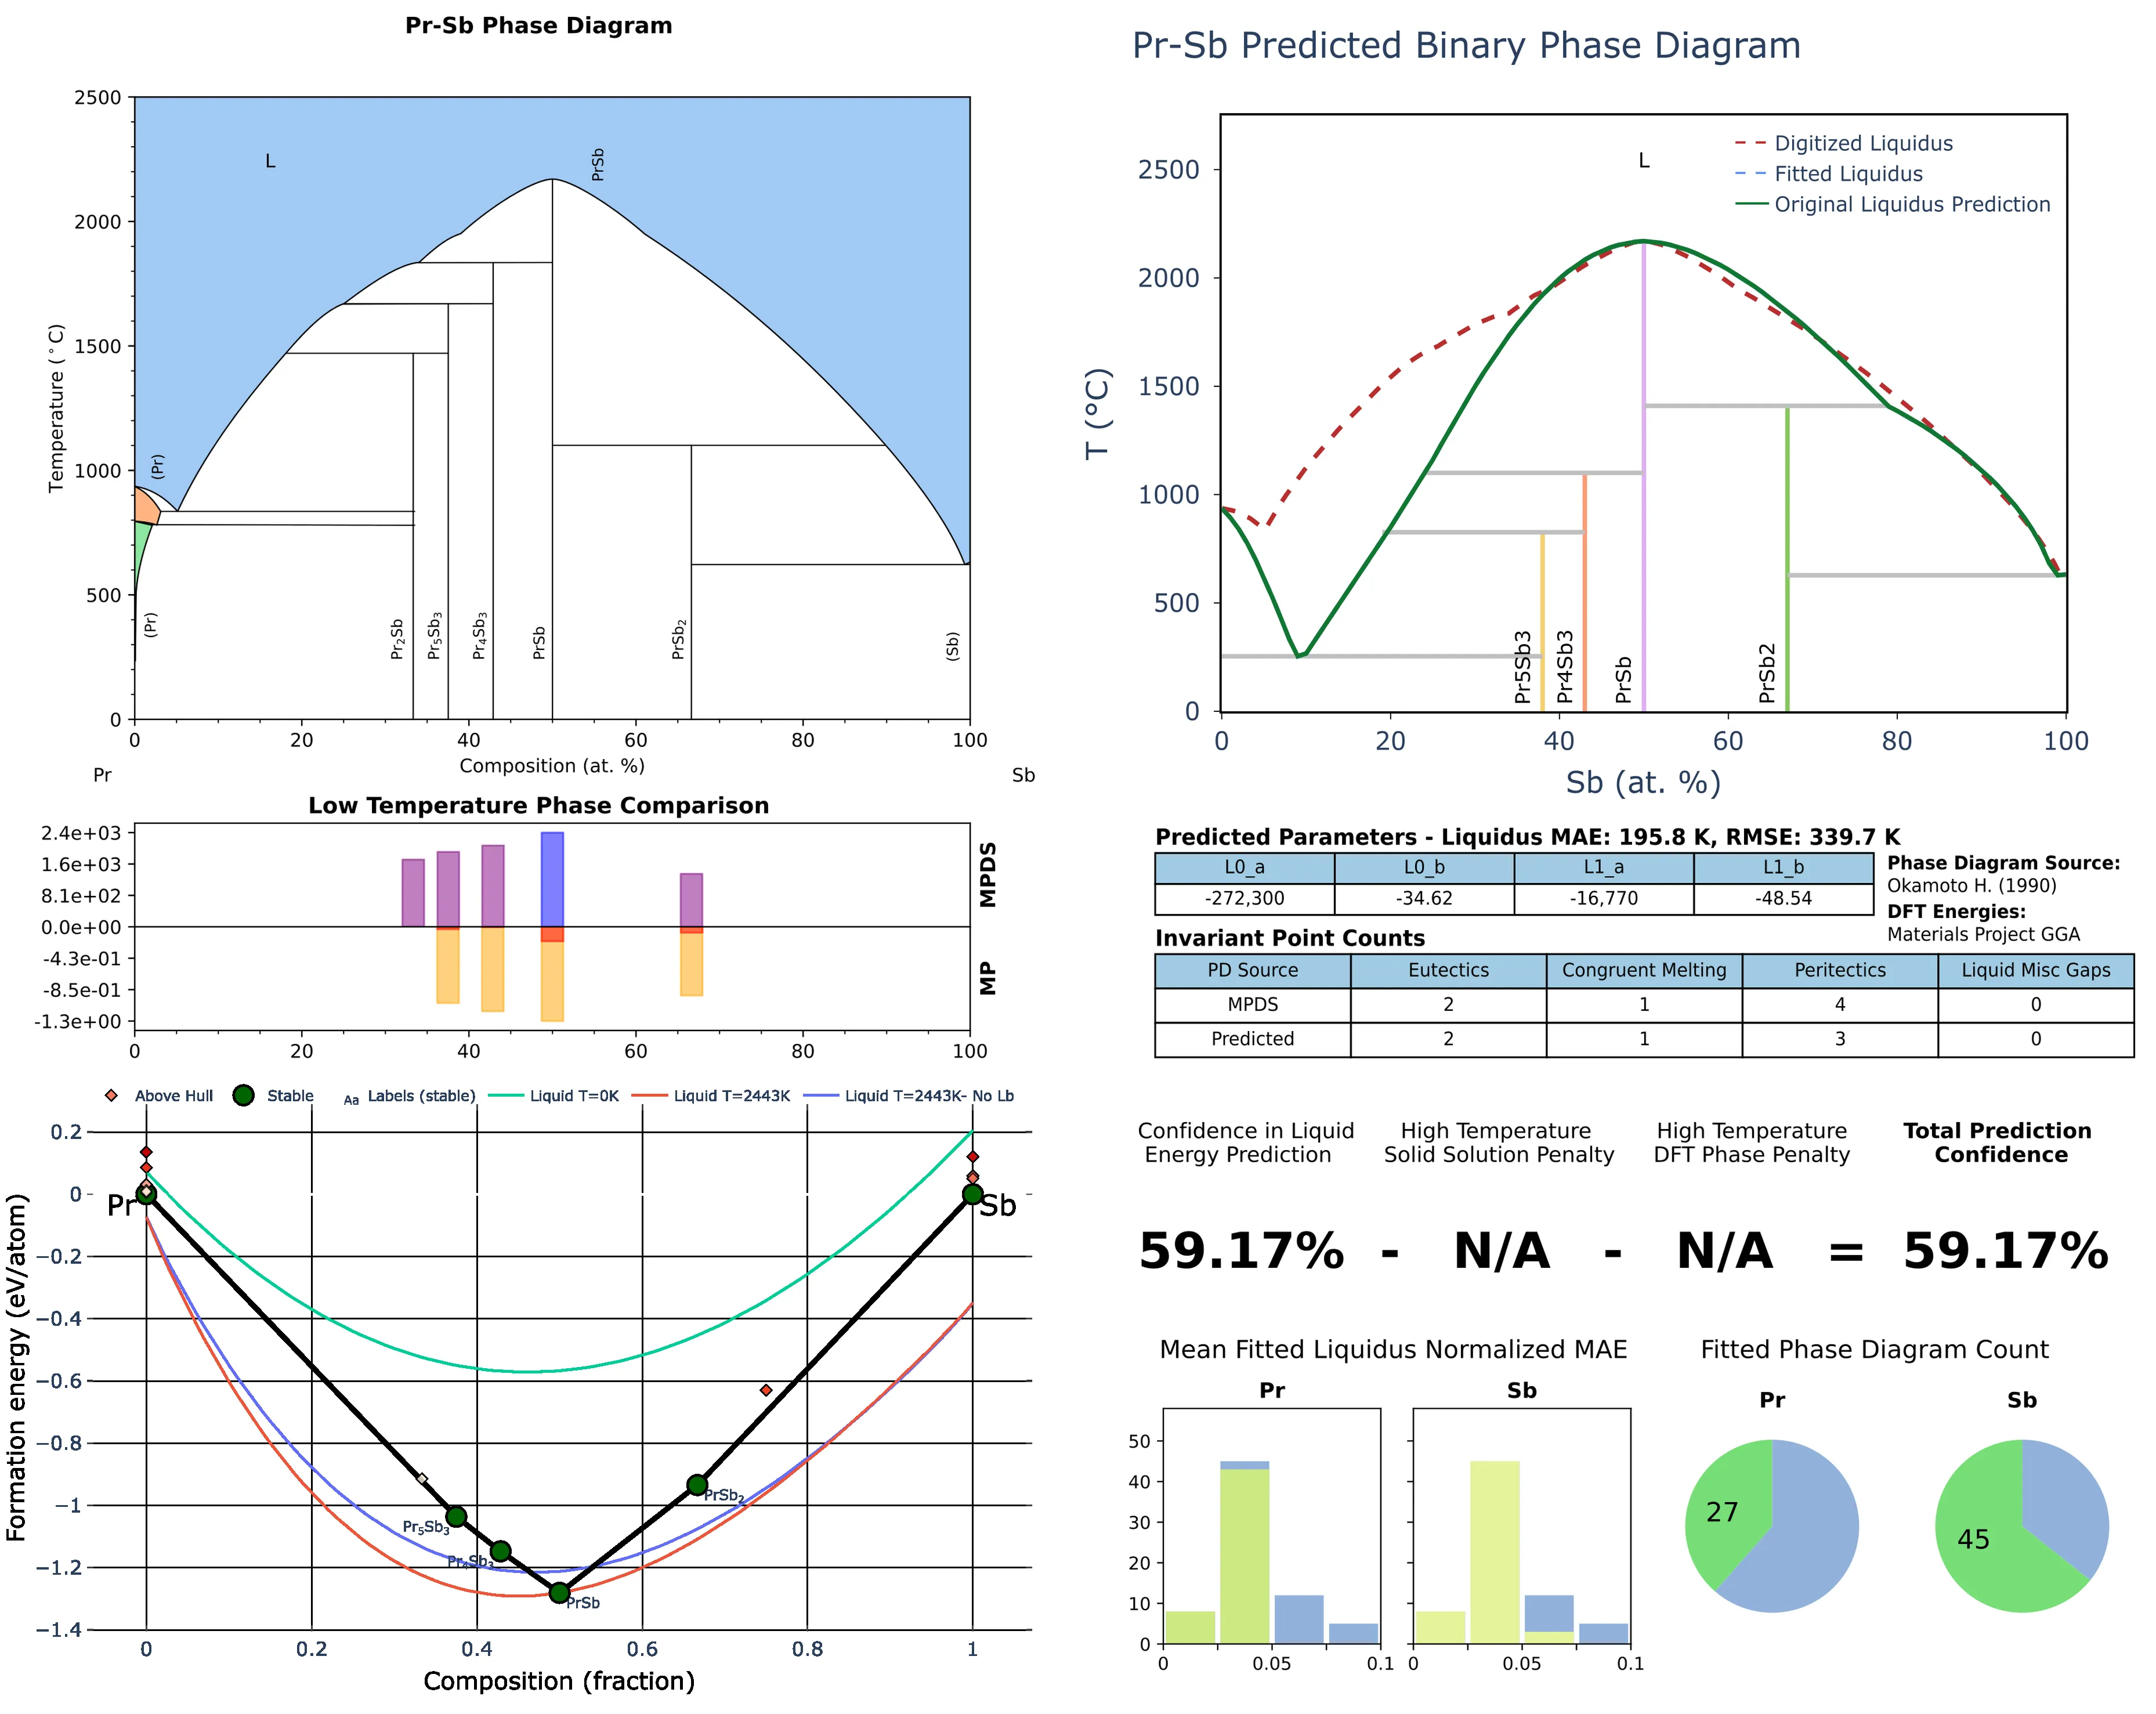 Pr-Sb Phase Diagram
2500
2000
1500
1000
500
0
Temperature (°C)
L
PrSb
(Pr)
(Pr)
Pr₂Sb
Pr₅Sb₃
Pr₄Sb₃
PrSb
PrSb₂
(Sb)
0 20 40 60 80 100
Composition (at. %)
Pr Sb
Pr-Sb Predicted Binary Phase Diagram
Digitized Liquidus
Fitted Liquidus
Original Liquidus Prediction
L
2500
2000
1500
1000
500
0
T (°C)
Pr5Sb3
Pr4Sb3
PrSb
PrSb2
0 20 40 60 80 100
Sb (at. %)
Low Temperature Phase Comparison
2.4e+03
1.6e+03
8.1e+02
0.0e+00
-4.3e-01
-8.5e-01
-1.3e+00
MPDS
MP
0 20 40 60 80 100
Predicted Parameters - Liquidus MAE: 195.8 K, RMSE: 339.7 K
L0_a L0_b L1_a L1_b
-272,300 -34.62 -16,770 -48.54
Phase Diagram Source:
Okamoto H. (1990)
DFT Energies:
Materials Project GGA
Invariant Point Counts
PD Source Eutectics Congruent Melting Peritectics Liquid Misc Gaps
MPDS 2 1 4 0
Predicted 2 1 3 0
Above Hull Stable Aa Labels (stable) Liquid T=0K Liquid T=2443K Liquid T=2443K- No Lb
0.2
0
−0.2
−0.4
−0.6
−0.8
−1
−1.2
−1.4
Formation energy (eV/atom)
Pr
Sb
Pr₅Sb₃
Pr₄Sb₃
PrSb
PrSb₂
0 0.2 0.4 0.6 0.8 1
Composition (fraction)
Confidence in Liquid
Energy Prediction
High Temperature
Solid Solution Penalty
High Temperature
DFT Phase Penalty
Total Prediction
Confidence
59.17% - N/A - N/A = 59.17%
Mean Fitted Liquidus Normalized MAE
Pr Sb
50
40
30
20
10
0
0 0.05 0.1
0 0.05 0.1
Fitted Phase Diagram Count
Pr Sb
27
45